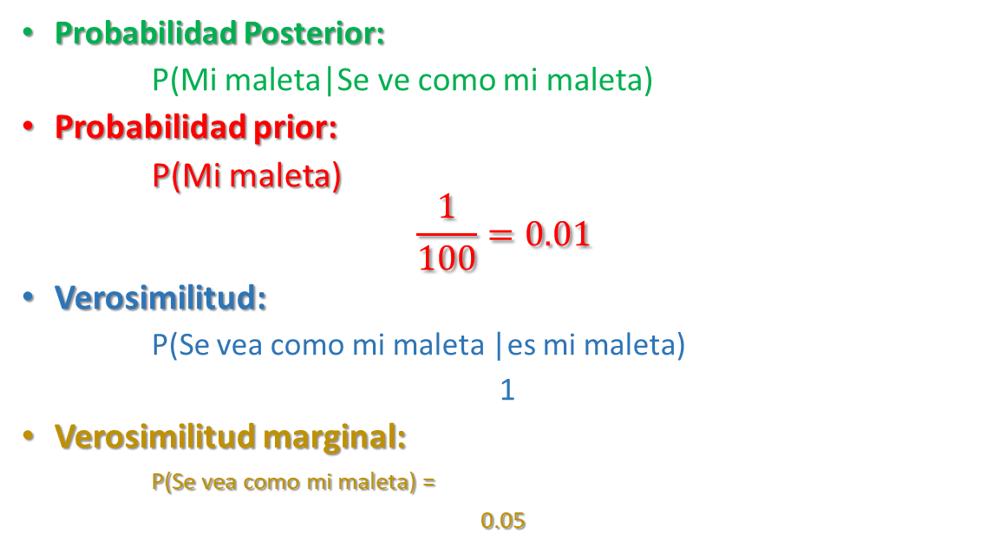 • Probabilidad Posterior:
P(Mi maleta|Se ve como mi maleta)
• Probabilidad prior:
P(Mi maleta)
1/100 = 0.01
• Verosimilitud:
P(Se vea como mi maleta |es mi maleta)
1
• Verosimilitud marginal:
P(Se vea como mi maleta) =
0.05